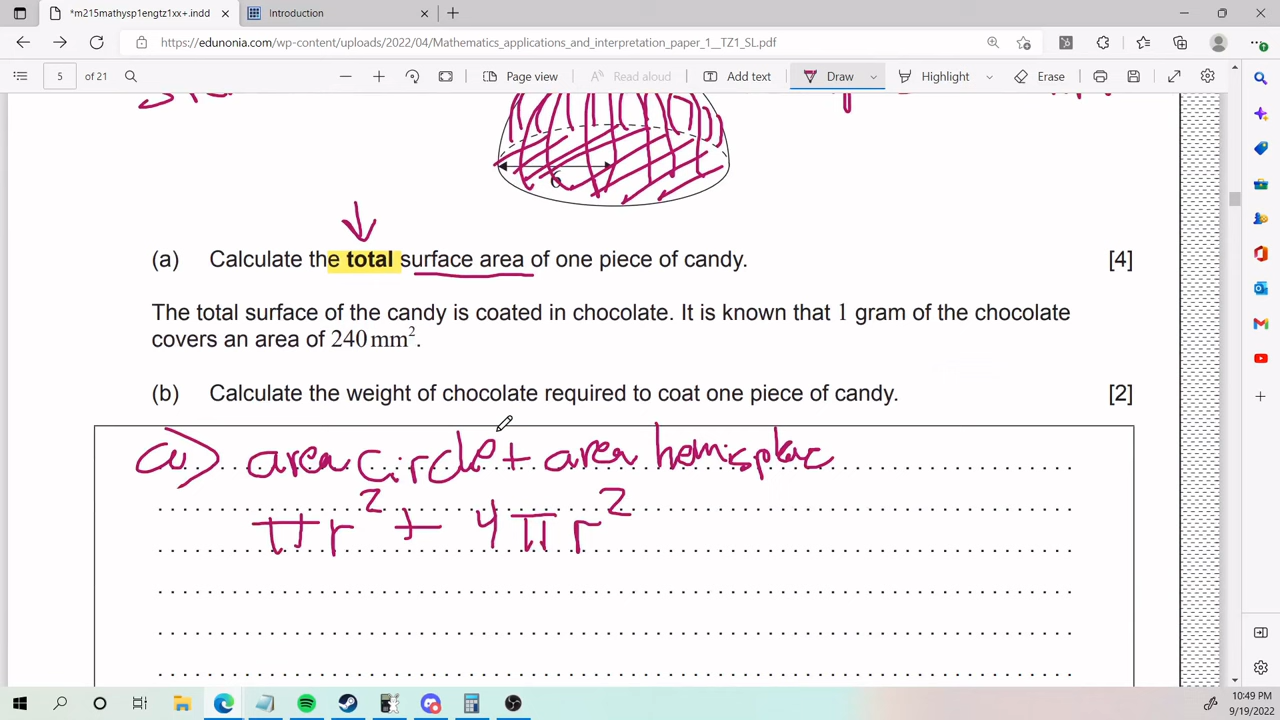 *m215mathysp1engtz1xx+.indd
Introduction
https://edunonia.com/wp-content/uploads/2022/04/Mathematics_applications_and_interpretation_paper_1__TZ1_SL.pdf
5 of 21
Page view
Read aloud
Add text
Draw
Highlight
Erase
6
(a) Calculate the total surface area of one piece of candy. [4]
The total surface of the candy is coated in chocolate. It is known that 1 gram of the chocolate
covers an area of 240 mm².
(b) Calculate the weight of chocolate required to coat one piece of candy. [2]
a) area circle + area
πr² + 4πr²
10:49 PM
9/19/2022